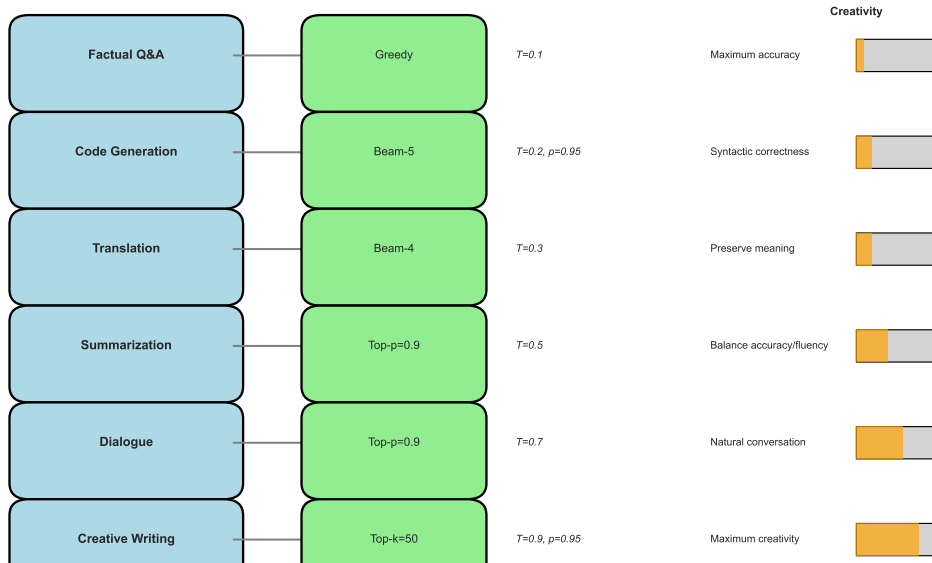 Creativity
Factual Q&A Greedy T=0.1 Maximum accuracy
Code Generation Beam-5 T=0.2, p=0.95 Syntactic correctness
Translation Beam-4 T=0.3 Preserve meaning
Summarization Top-p=0.9 T=0.5 Balance accuracy/fluency
Dialogue Top-p=0.9 T=0.7 Natural conversation
Creative Writing Top-k=50 T=0.9, p=0.95 Maximum creativity